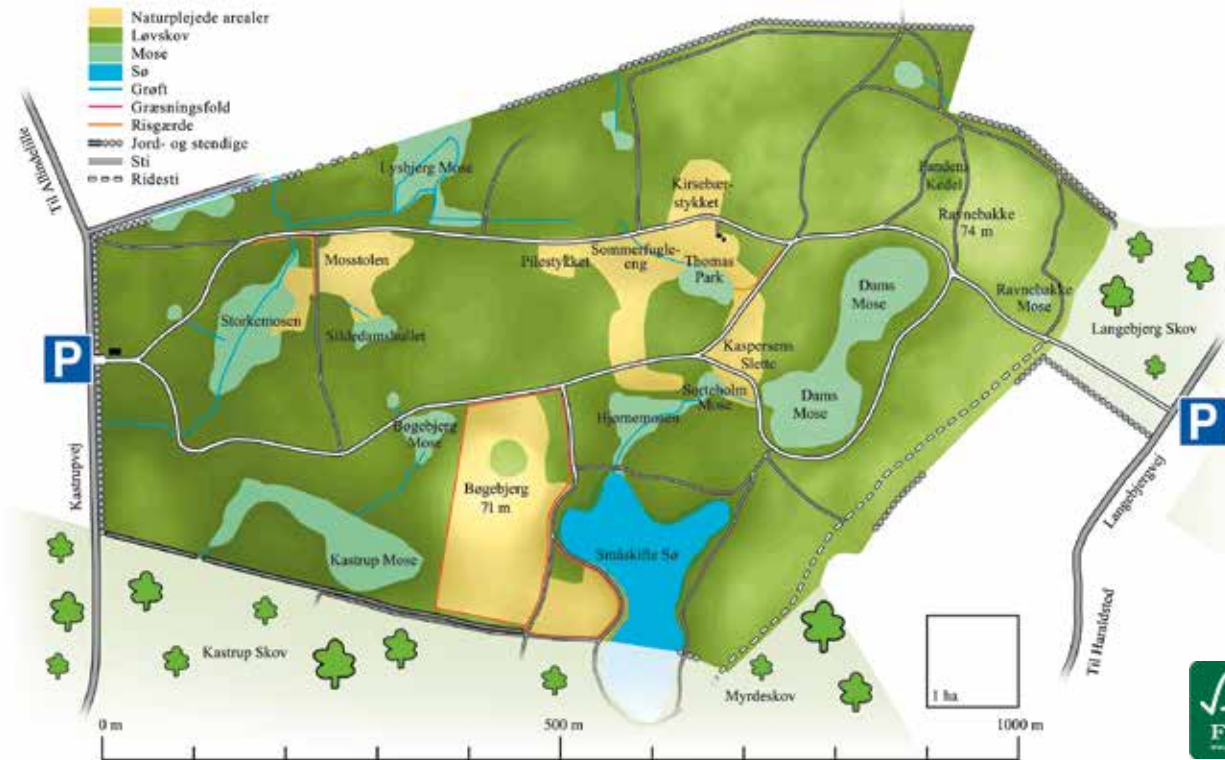 Naturplejede arealer
Løvskov
Mose
Sø
Grøft
Græsningsfold
Risgærde
Jord- og stendige
Sti
Ridesti
Til Allindelille
Lysbjerg Mose
Kirsebær-
stykket
Fandens
Kedel
Ravnebakke
74 m
Mosstolen
Pilestykket
Sommerfugle-
eng
Thomas
Park
Dams
Mose
Ravnebakke
Mose
Langebjerg Skov
Storkemosen
Sildedamshullet
Kaspersens
Slette
P
Sorteholm
Mose
Dams
Mose
Hjørnemosen
P
Bøgebjerg
Mose
Kastrupvej
Bøgebjerg
71 m
Langebjergvej
Kastrup Mose
Småskifte Sø
Til Haraldsted
Kastrup Skov
Myrdeskov
1 ha
0 m
500 m
1000 m